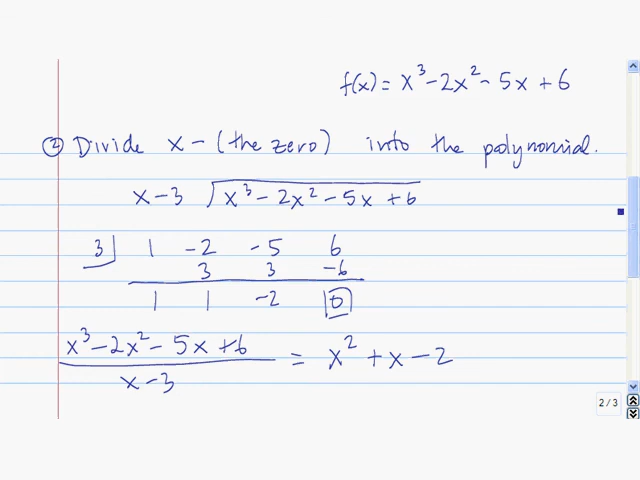 f(x) = x³ - 2x² - 5x + 6
② Divide x - (the zero) into the polynomial.
x - 3 ) x³ - 2x² - 5x + 6
3 | 1 -2 -5 6
3 3 -6
1 1 -2 0
x³ - 2x² - 5x + 6
= x² + x - 2
x - 3
2 / 3